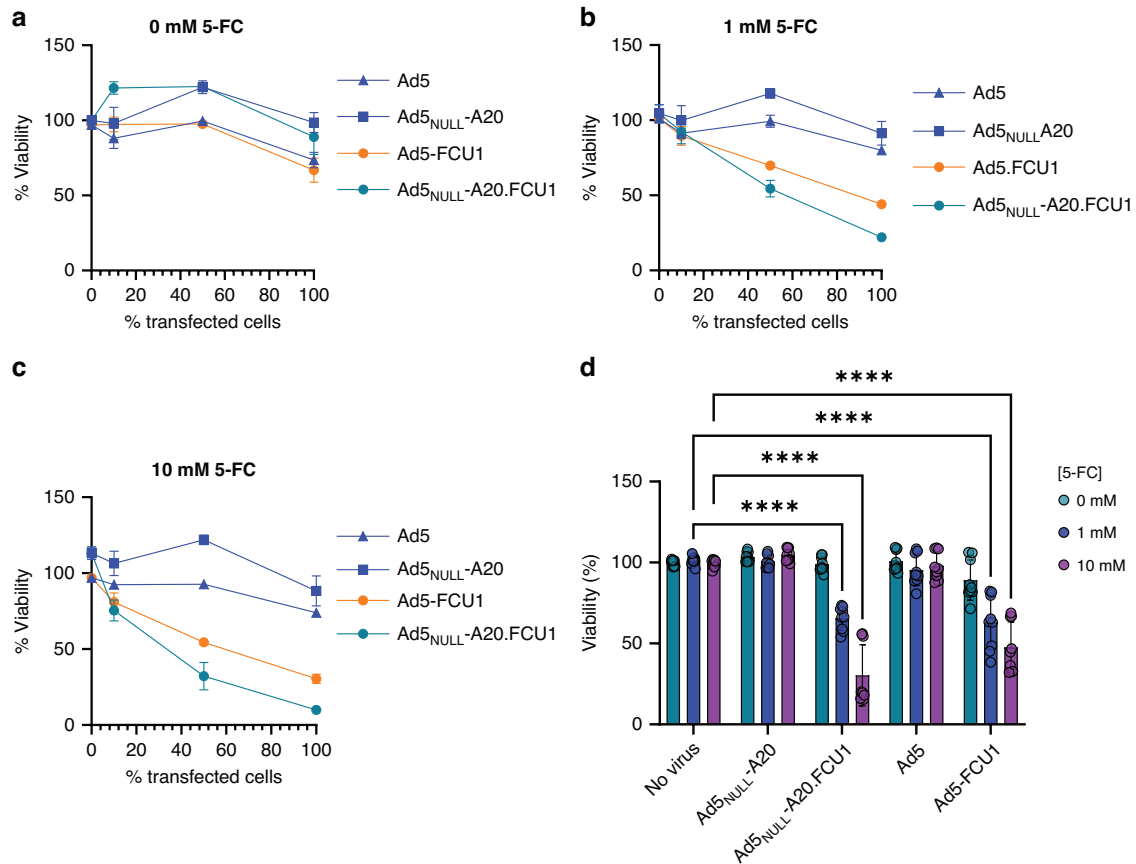 a
0 mM 5-FC
150
100
50
0
% Viability
0 20 40 60 80 100
% transfected cells
Ad5
Ad5NULL-A20
Ad5-FCU1
Ad5NULL-A20.FCU1
b
1 mM 5-FC
150
100
50
0
% Viability
0 20 40 60 80 100
% transfected cells
Ad5
Ad5NULLA20
Ad5.FCU1
Ad5NULL-A20.FCU1
c
10 mM 5-FC
150
100
50
0
% Viability
0 20 40 60 80 100
% transfected cells
Ad5
Ad5NULL-A20
Ad5-FCU1
Ad5NULL-A20.FCU1
d
****
****
****
****
150
100
50
0
Viability (%)
No virus
Ad5NULL-A20
Ad5NULL-A20.FCU1
Ad5
Ad5-FCU1
[5-FC]
0 mM
1 mM
10 mM